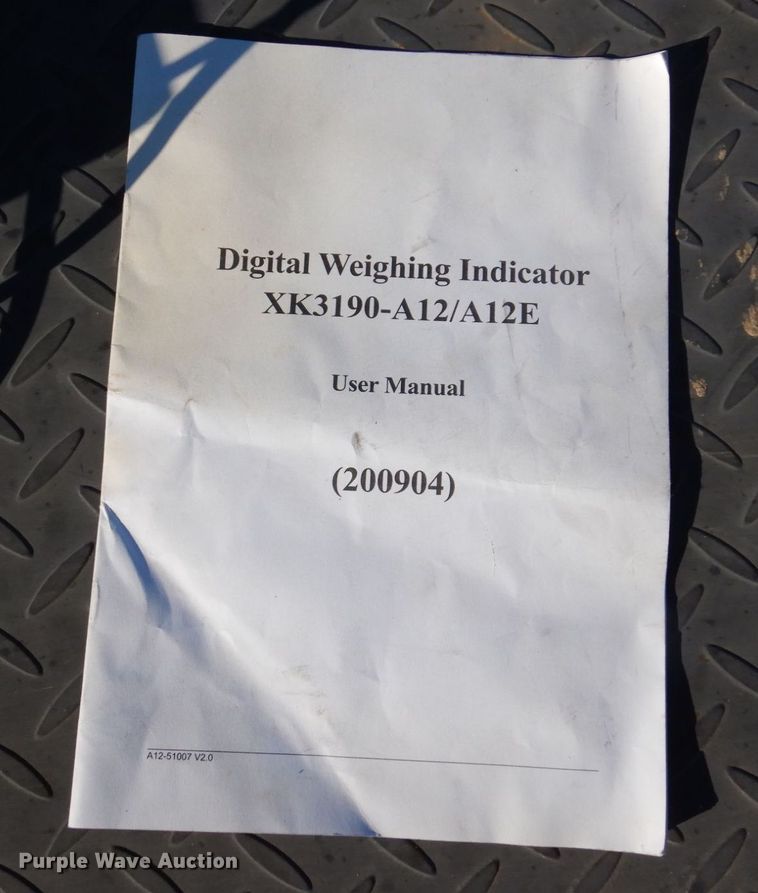 Digital Weighing Indicator
XK3190-A12/A12E
User Manual
(200904)
A12-51007 V2.0
Purple Wave Auction